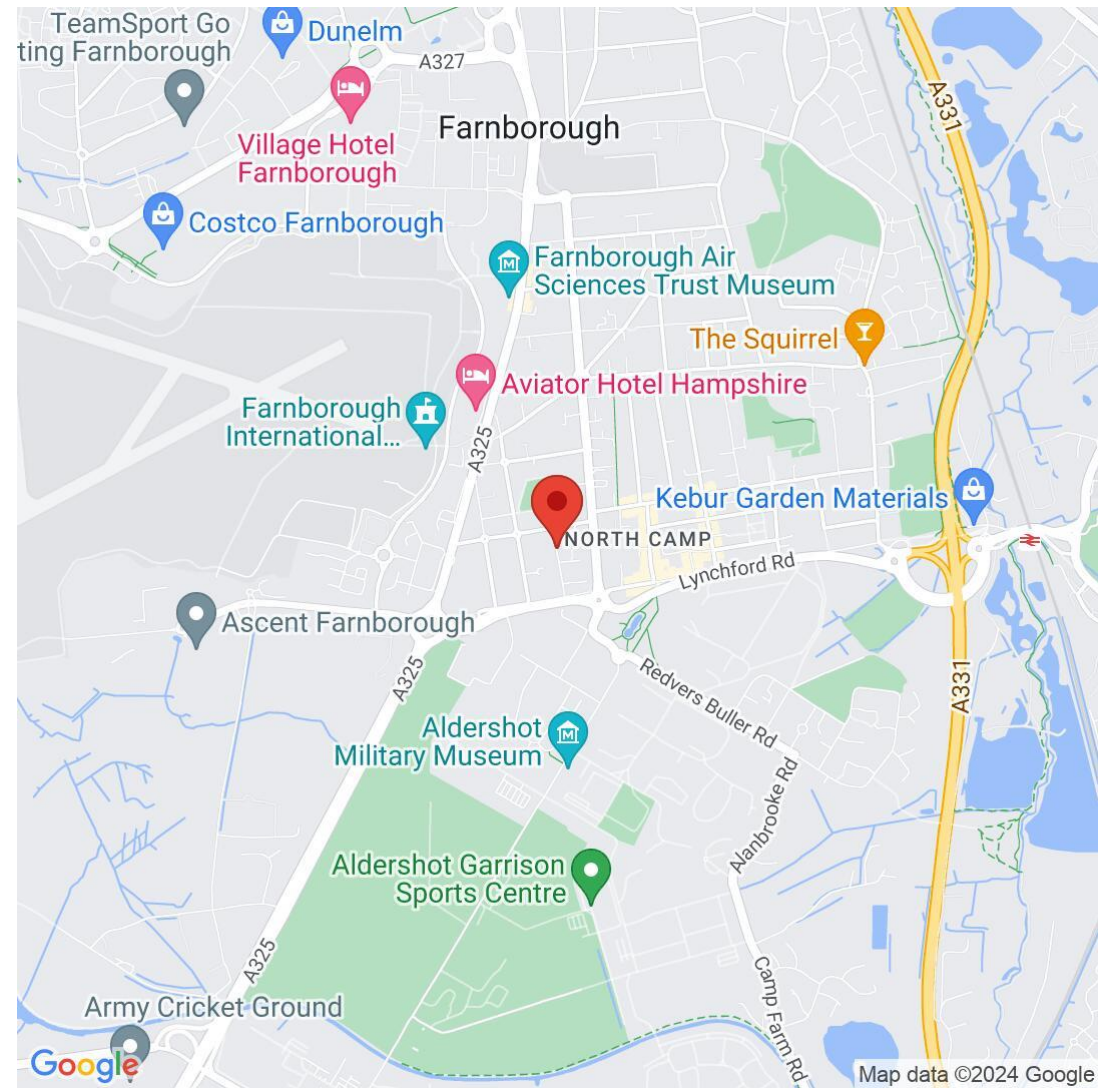 TeamSport Go
ting Farnborough
Dunelm
A327
A331
Village Hotel
Farnborough
Farnborough
Costco Farnborough
Farnborough Air
Sciences Trust Museum
The Squirrel
Aviator Hotel Hampshire
Farnborough
International...
A325
Kebur Garden Materials
NORTH CAMP
Lynchford Rd
Ascent Farnborough
A325
Redvers Buller Rd
A331
Aldershot
Military Museum
Alanbrooke Rd
Aldershot Garrison
Sports Centre
A325
Camp Farm Rd
Army Cricket Ground
Google
Map data ©2024 Google